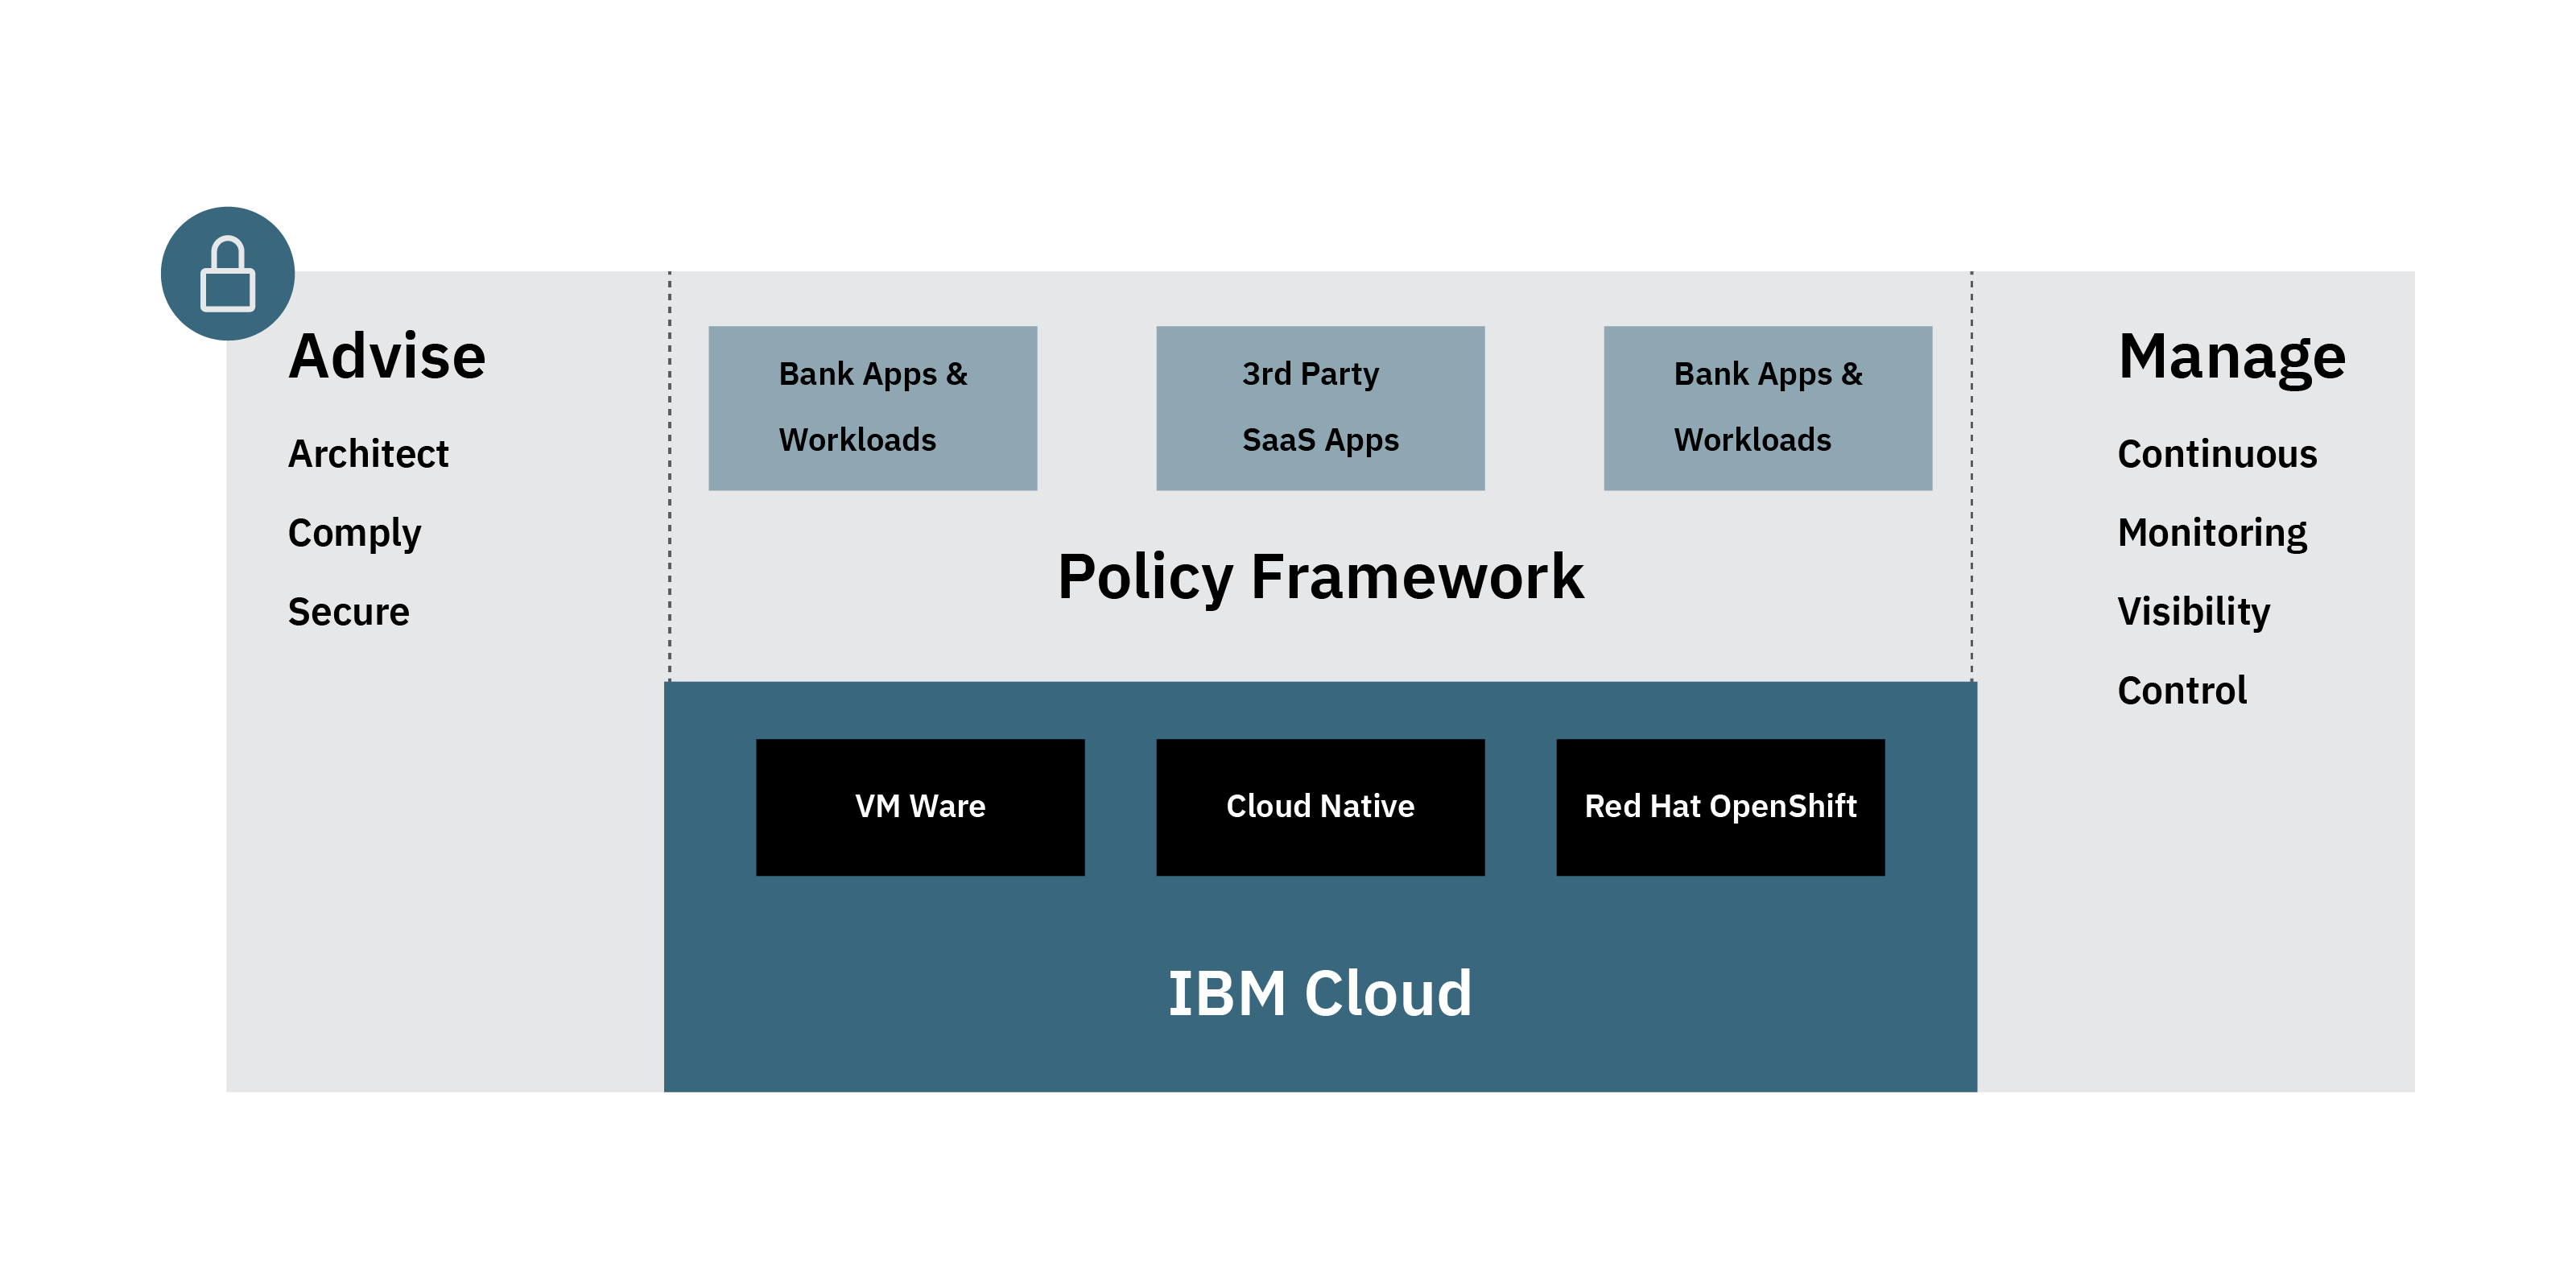 Advise
Architect
Comply
Secure
Bank Apps &
Workloads
3rd Party
SaaS Apps
Bank Apps &
Workloads
Policy Framework
VM Ware
Cloud Native
Red Hat OpenShift
IBM Cloud
Manage
Continuous
Monitoring
Visibility
Control